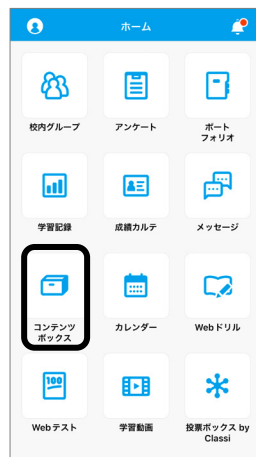 ホーム
校内グループ
アンケート
ポート
フォリオ
学習記録
成績カルテ
メッセージ
コンテンツ
ボックス
カレンダー
Webドリル
100
Webテスト
学習動画
投票ボックス by
Classi